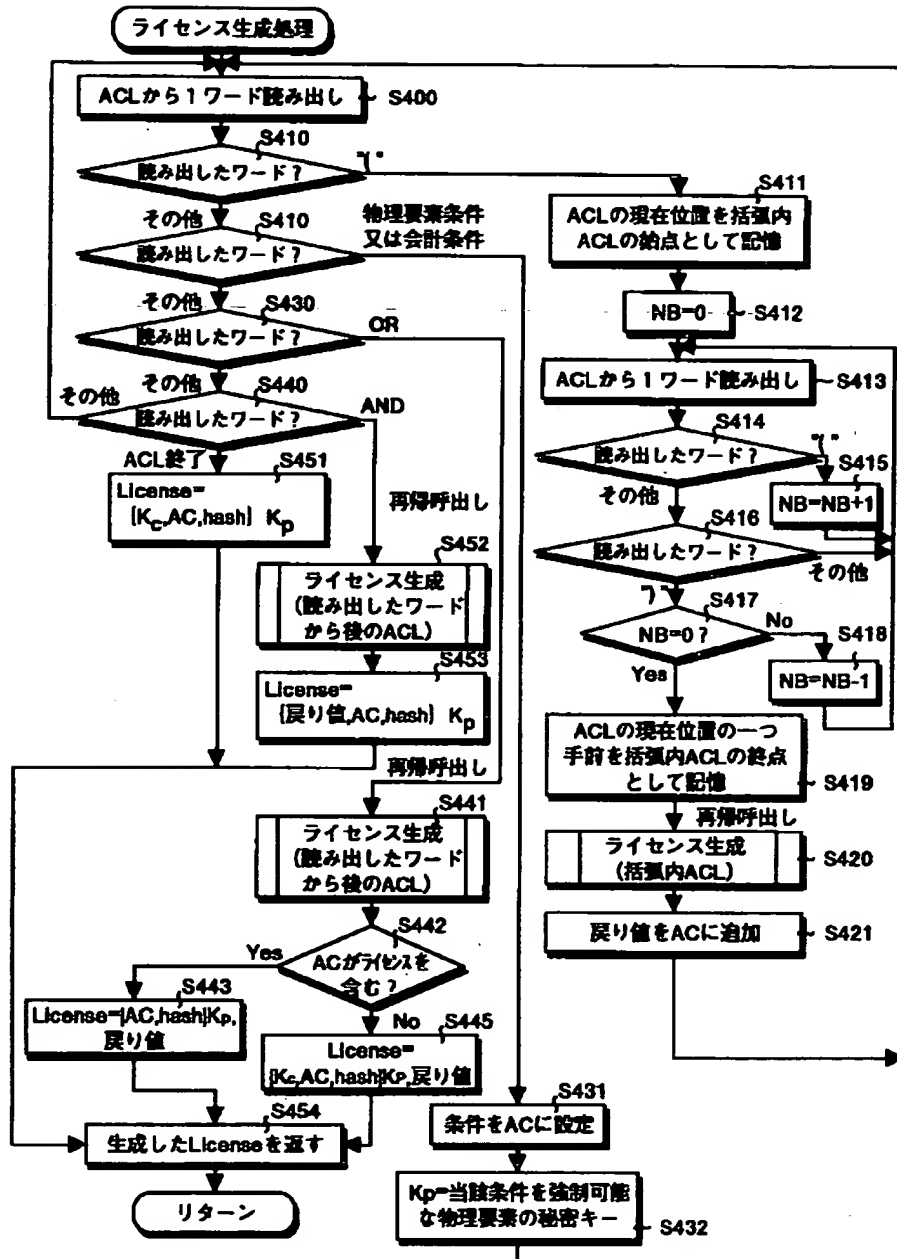 ライセンス生成処理
ACLから1ワード読み出し
S400
S410
読み出したワード?
"("
その他
S410
物理要素条件
又は会計条件
読み出したワード?
その他
S430
読み出したワード?
OR
その他
その他
S440
読み出したワード?
AND
ACL終了
S451
License=
{Kc,AC,hash} Kp
再帰呼出し
S452
ライセンス生成
(読み出したワード
から後のACL)
S453
License=
{戻り値,AC,hash} Kp
再帰呼出し
S441
ライセンス生成
(読み出したワード
から後のACL)
S442
ACがライセンスを
含む?
Yes
No
S443
License={AC,hash}Kp,
戻り値
S445
License=
{Kc,AC,hash}Kp,戻り値
S454
生成したLicenseを返す
リターン
S411
ACLの現在位置を括弧内
ACLの始点として記憶
NB=0
S412
ACLから1ワード読み出し
S413
S414
読み出したワード?
"("
S415
NB=NB+1
その他
S416
読み出したワード?
その他
")"
S417
NB=0?
No
S418
NB=NB-1
Yes
ACLの現在位置の一つ
手前を括弧内ACLの終点
として記憶
S419
再帰呼出し
ライセンス生成
(括弧内ACL)
S420
戻り値をACに追加
S421
S431
条件をACに設定
Kp=当該条件を強制可能
な物理要素の秘密キー
S432